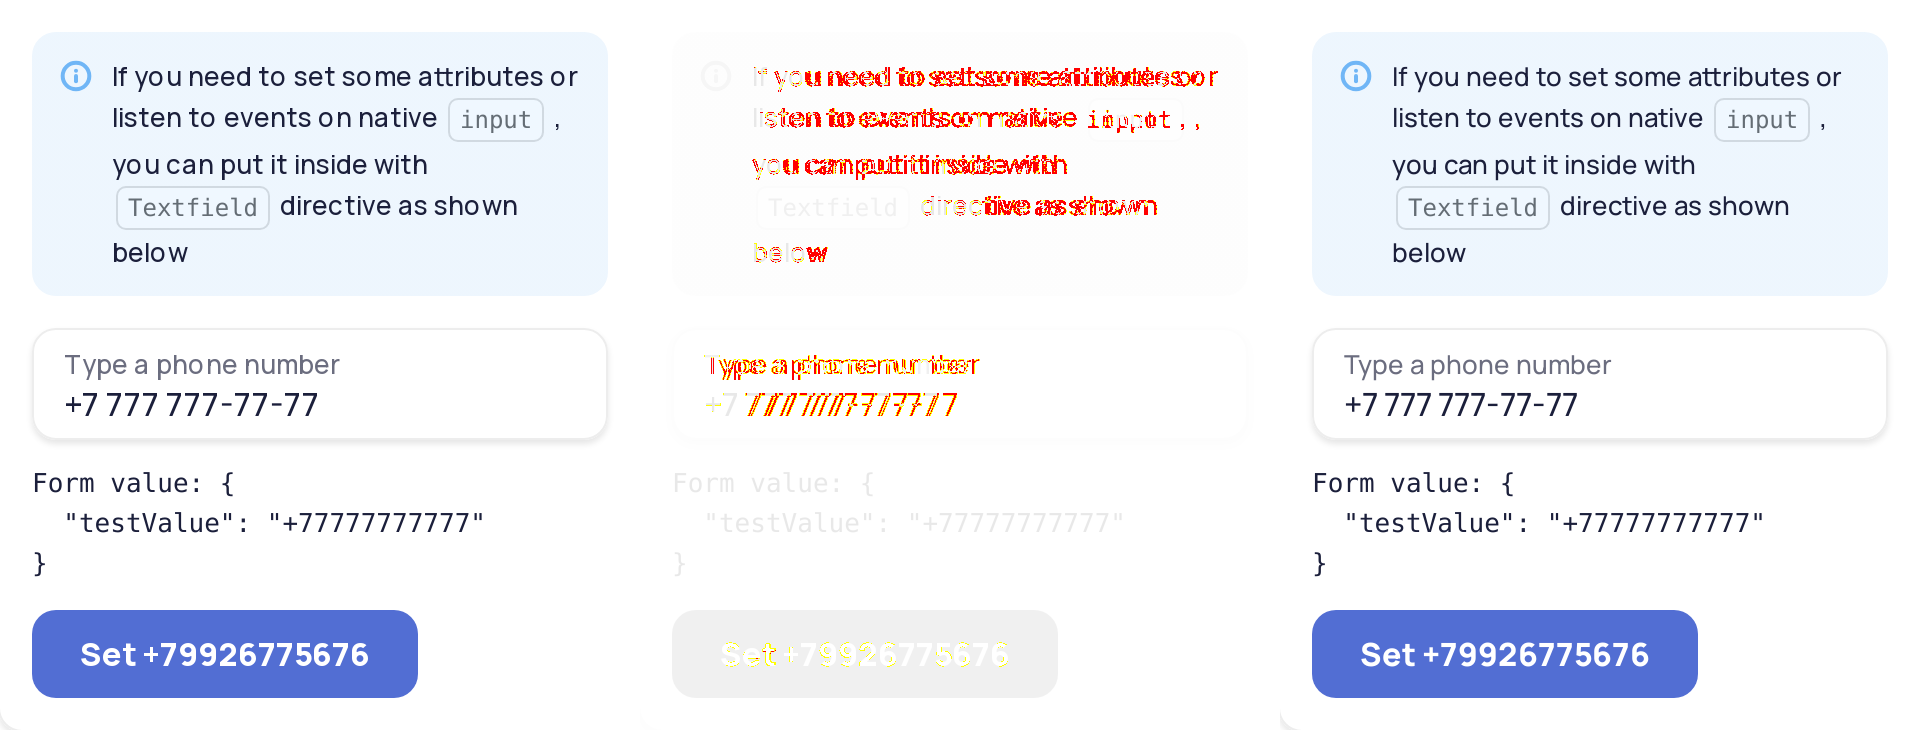 If you need to set some attributes or
listen to events on native input ,
you can put it inside with
Textfield directive as shown
below
Type a phone number
+7 777 777-77-77
Form value: {
"testValue": "+77777777777"
}
Set +79926775676
If you need to set some attributes or
listen to events on native input ,
you can put it inside with
Textfield directive as shown
below
Type a phone number
+7
Form value: {
"testValue": "+77777777777"
}
Set +79926775676
If you need to set some attributes or
listen to events on native input ,
you can put it inside with
Textfield directive as shown
below
Type a phone number
+7 777 777-77-77
Form value: {
"testValue": "+77777777777"
}
Set +79926775676